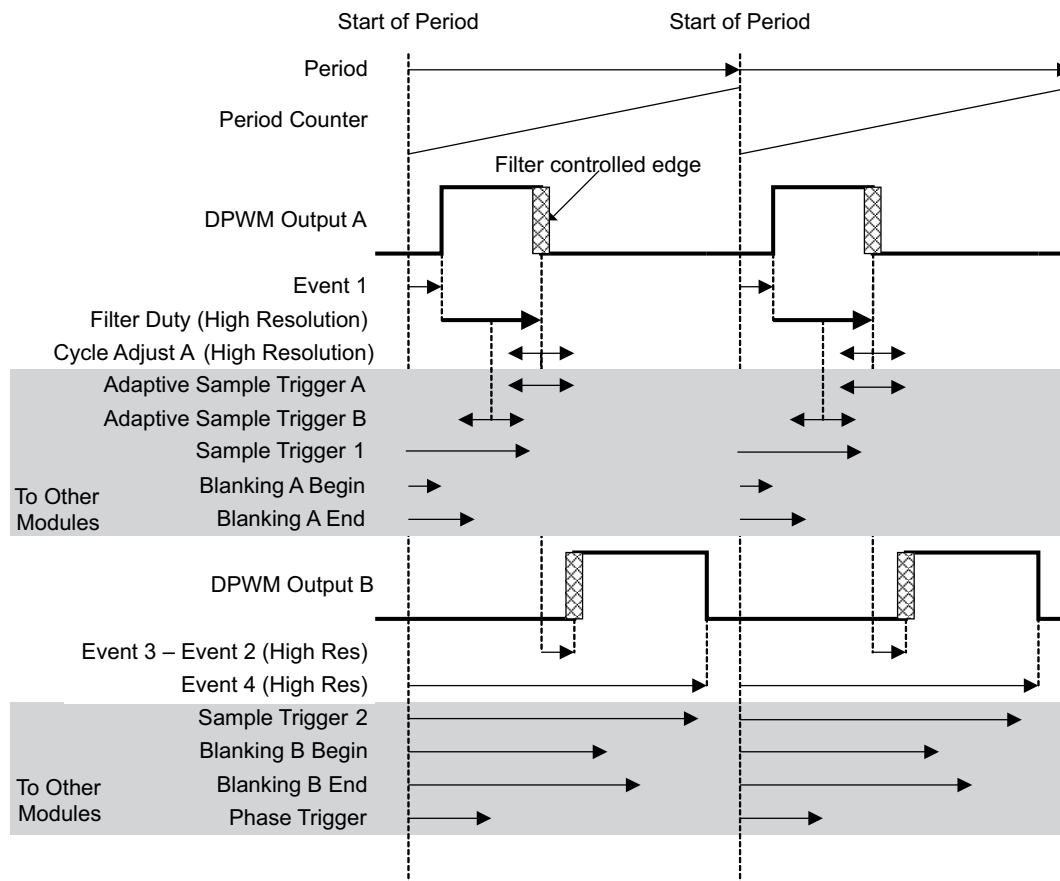 Start of Period
Start of Period
Period
Period Counter
Filter controlled edge
DPWM Output A
Event 1
Filter Duty (High Resolution)
Cycle Adjust A (High Resolution)
Adaptive Sample Trigger A
Adaptive Sample Trigger B
Sample Trigger 1
Blanking A Begin
To Other
Modules
Blanking A End
DPWM Output B
Event 3 – Event 2 (High Res)
Event 4 (High Res)
Sample Trigger 2
Blanking B Begin
To Other
Modules
Blanking B End
Phase Trigger